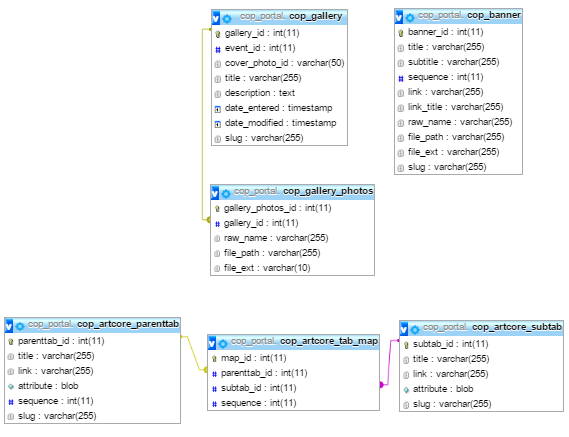 cop_portal. cop_gallery
gallery_id : int(11)
event_id : int(11)
cover_photo_id : varchar(50)
title : varchar(255)
description : text
date_entered : timestamp
date_modified : timestamp
slug : varchar(255)
cop_portal. cop_banner
banner_id : int(11)
title : varchar(255)
subtitle : varchar(255)
sequence : int(11)
link : varchar(255)
link_title : varchar(255)
raw_name : varchar(255)
file_path : varchar(255)
file_ext : varchar(255)
slug : varchar(255)
cop_portal. cop_gallery_photos
gallery_photos_id : int(11)
gallery_id : int(11)
raw_name : varchar(255)
file_path : varchar(255)
file_ext : varchar(10)
cop_portal. cop_artcore_parenttab
parenttab_id : int(11)
title : varchar(255)
link : varchar(255)
attribute : blob
sequence : int(11)
slug : varchar(255)
cop_portal. cop_artcore_tab_map
map_id : int(11)
parenttab_id : int(11)
subtab_id : int(11)
sequence : int(11)
cop_portal. cop_artcore_subtab
subtab_id : int(11)
title : varchar(255)
link : varchar(255)
attribute : blob
slug : varchar(255)